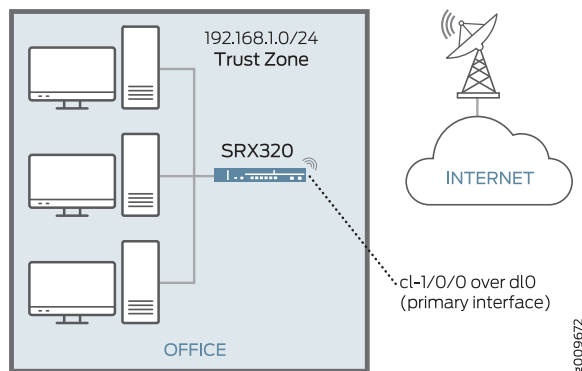 192.168.1.0/24
Trust Zone
SRX320
INTERNET
cl-1/0/0 over dl0
(primary interface)
OFFICE
g009672